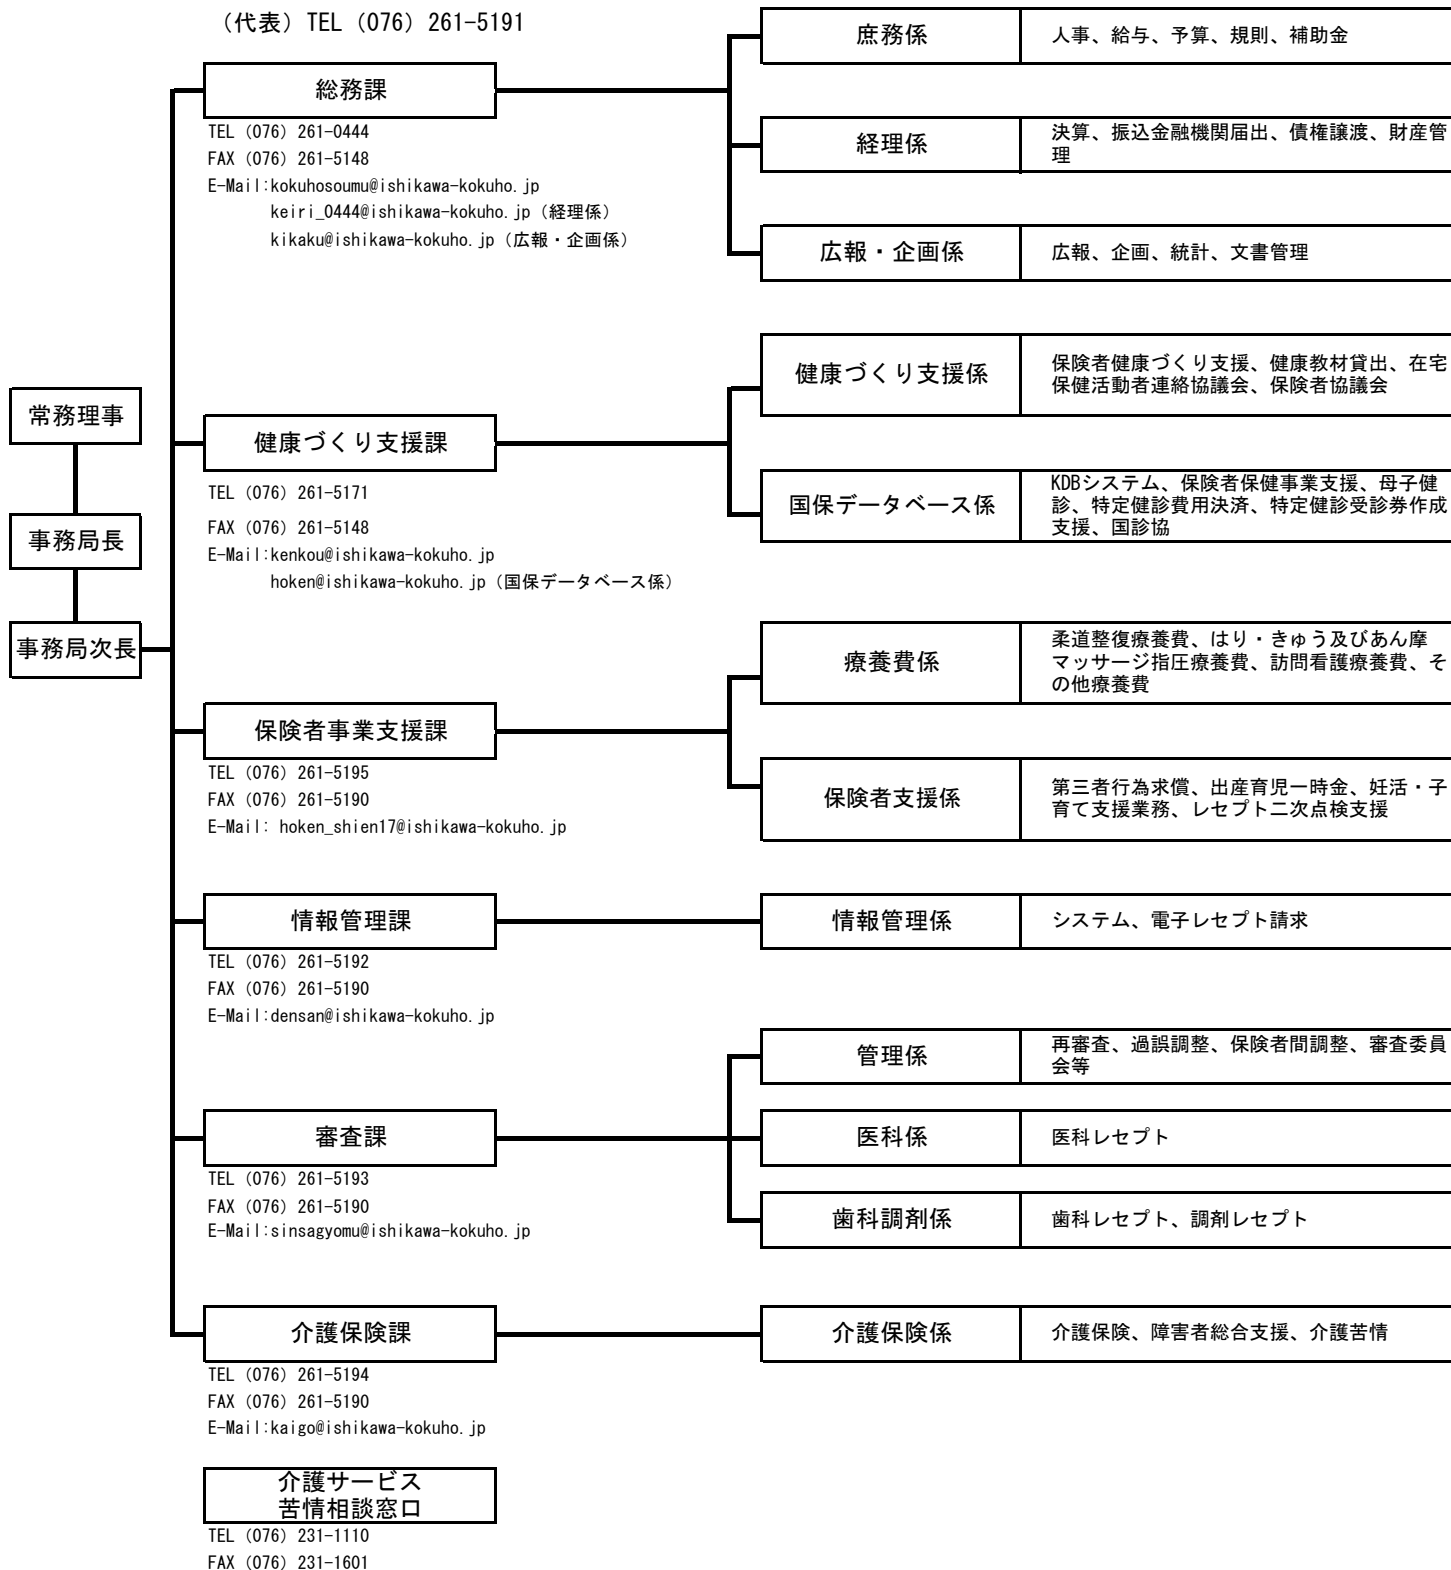 （代表）TEL（076）261-5191
総務課
TEL（076）261-0444
FAX（076）261-5148
E-Mail:kokuhosoumu@ishikawa-kokuho.jp
keiri_0444@ishikawa-kokuho.jp（経理係）
kikaku@ishikawa-kokuho.jp（広報・企画係）
庶務係
人事、給与、予算、規則、補助金
経理係
決算、振込金融機関届出、債権譲渡、財産管
理
広報・企画係
広報、企画、統計、文書管理
常務理事
事務局長
事務局次長
健康づくり支援課
TEL（076）261-5171
FAX（076）261-5148
E-Mail:kenkou@ishikawa-kokuho.jp
hoken@ishikawa-kokuho.jp（国保データベース係）
健康づくり支援係
保険者健康づくり支援、健康教材貸出、在宅
保健活動者連絡協議会、保険者協議会
国保データベース係
KDBシステム、保険者保健事業支援、母子健
診、特定健診費用決済、特定健診受診券作成
支援、国診協
保険者事業支援課
TEL（076）261-5195
FAX（076）261-5190
E-Mail: hoken_shien17@ishikawa-kokuho.jp
療養費係
柔道整復療養費、はり・きゅう及びあん摩
マッサージ指圧療養費、訪問看護療養費、そ
の他療養費
保険者支援係
第三者行為求償、出産育児一時金、妊活・子
育て支援業務、レセプト二次点検支援
情報管理課
TEL（076）261-5192
FAX（076）261-5190
E-Mail:densan@ishikawa-kokuho.jp
情報管理係
システム、電子レセプト請求
審査課
TEL（076）261-5193
FAX（076）261-5190
E-Mail:sinsagyomu@ishikawa-kokuho.jp
管理係
再審査、過誤調整、保険者間調整、審査委員
会等
医科係
医科レセプト
歯科調剤係
歯科レセプト、調剤レセプト
介護保険課
TEL（076）261-5194
FAX（076）261-5190
E-Mail:kaigo@ishikawa-kokuho.jp
介護保険係
介護保険、障害者総合支援、介護苦情
介護サービス
苦情相談窓口
TEL（076）231-1110
FAX（076）231-1601